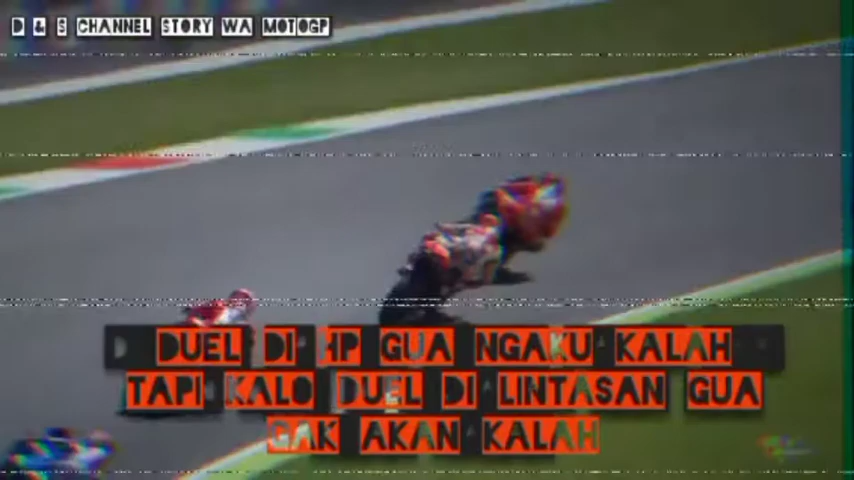 D & S CHANNEL STORY WA MOTOGP
DUEL DI HP GUA NGAKU KALAH
TAPI KALO DUEL DI LINTASAN GUA
GAK AKAN KALAH